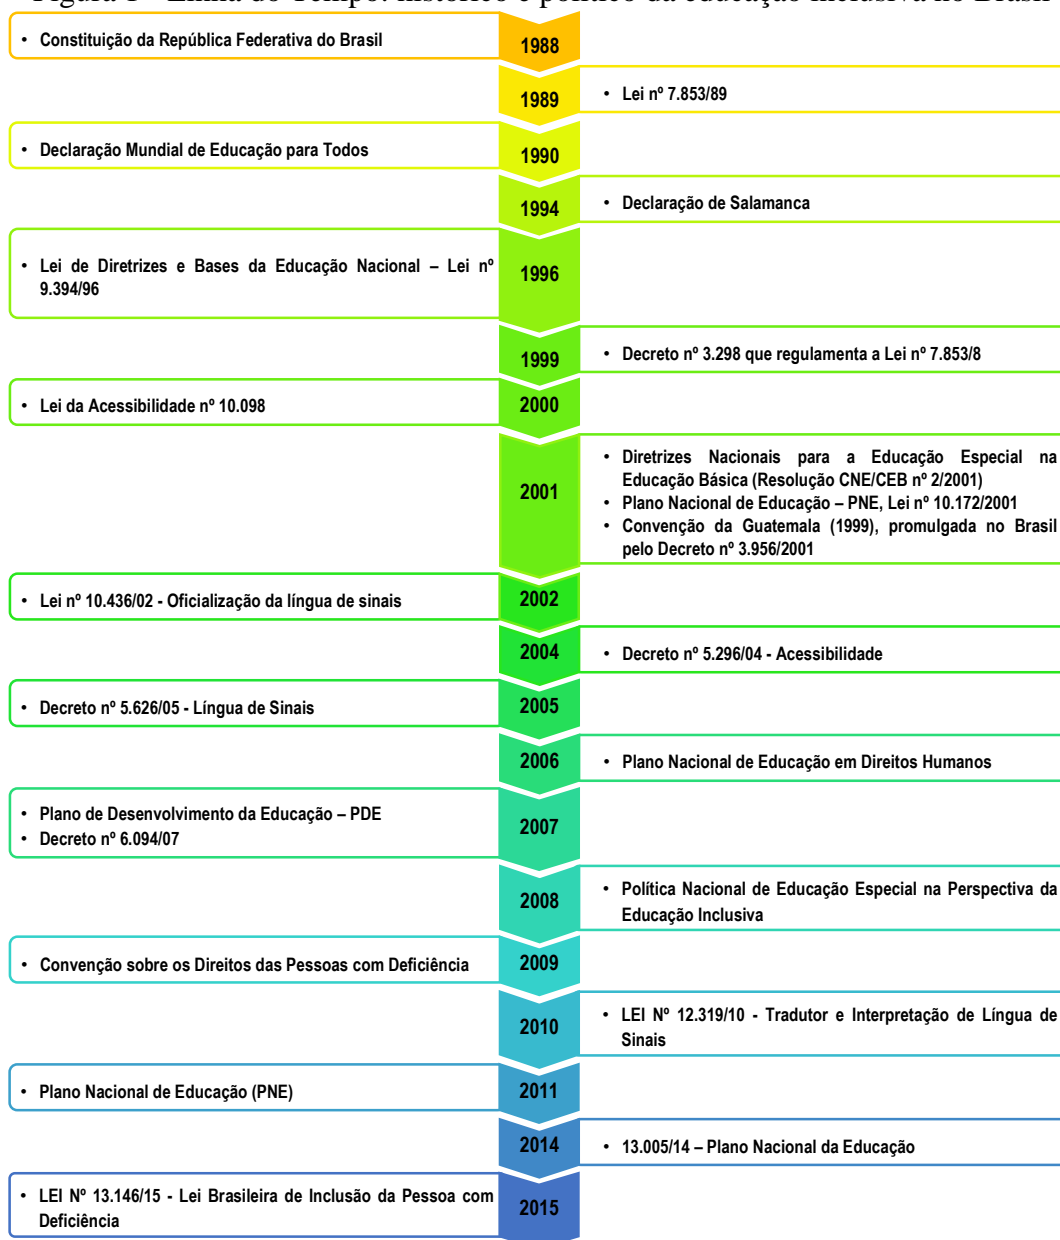 Figura 1 - Linha do Tempo: histórico e político da educação inclusiva no Brasil
• Constituição da República Federativa do Brasil
1988
1989
• Lei nº 7.853/89
• Declaração Mundial de Educação para Todos
1990
1994
• Declaração de Salamanca
• Lei de Diretrizes e Bases da Educação Nacional – Lei nº
9.394/96
1996
1999
• Decreto nº 3.298 que regulamenta a Lei nº 7.853/8
• Lei da Acessibilidade nº 10.098
2000
2001
• Diretrizes Nacionais para a Educação Especial na
Educação Básica (Resolução CNE/CEB nº 2/2001)
• Plano Nacional de Educação – PNE, Lei nº 10.172/2001
• Convenção da Guatemala (1999), promulgada no Brasil
pelo Decreto nº 3.956/2001
• Lei nº 10.436/02 - Oficialização da língua de sinais
2002
2004
• Decreto nº 5.296/04 - Acessibilidade
• Decreto nº 5.626/05 - Língua de Sinais
2005
2006
• Plano Nacional de Educação em Direitos Humanos
• Plano de Desenvolvimento da Educação – PDE
• Decreto nº 6.094/07
2007
2008
• Política Nacional de Educação Especial na Perspectiva da
Educação Inclusiva
• Convenção sobre os Direitos das Pessoas com Deficiência
2009
2010
• LEI Nº 12.319/10 - Tradutor e Interpretação de Língua de
Sinais
• Plano Nacional de Educação (PNE)
2011
2014
• 13.005/14 – Plano Nacional da Educação
• LEI Nº 13.146/15 - Lei Brasileira de Inclusão da Pessoa com
Deficiência
2015